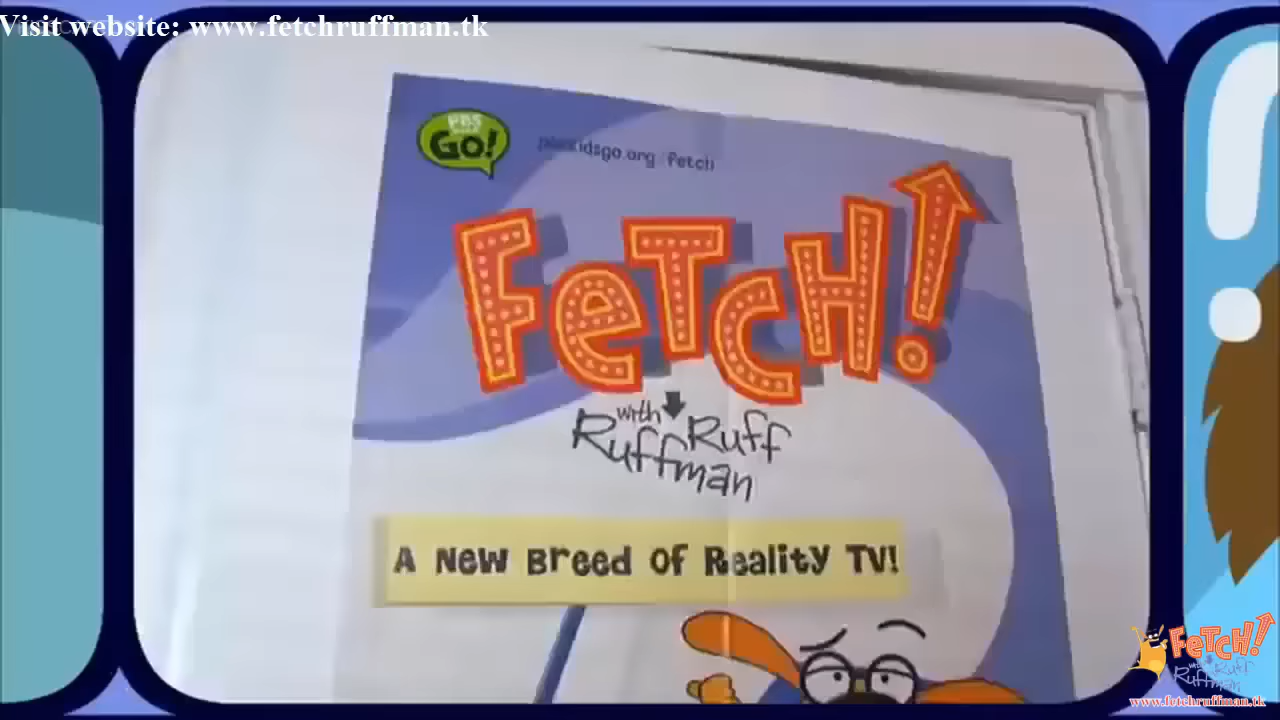 Visit website: www.fetchruffman.tk
PBS
GO!
pbskidsgo.org/fetch
FETCH!
with
Ruff
Ruffman
A New Breed of Reality TV!
FETCH!
with Ruff
Ruffman
www.fetchruffman.tk